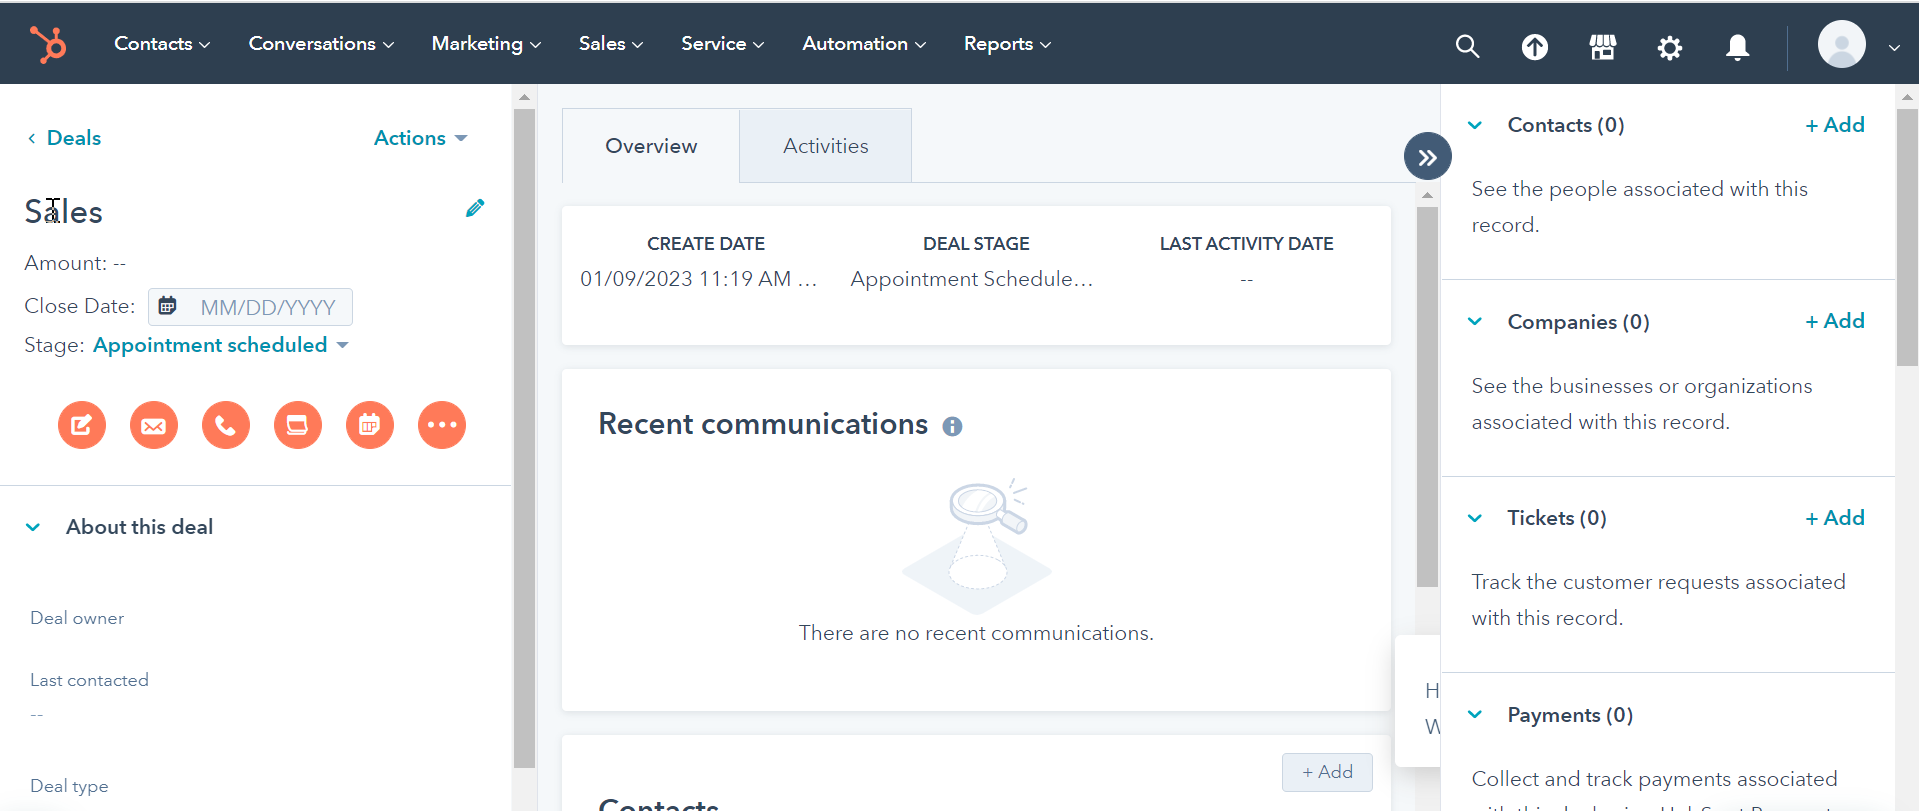 Contacts
Conversations
Marketing
Sales
Service
Automation
Reports
Deals
Actions
Sales
Amount: --
Close Date: MM/DD/YYYY
Stage: Appointment scheduled
About this deal
Deal owner
Last contacted
--
Deal type
Overview
Activities
CREATE DATE
01/09/2023 11:19 AM ...
DEAL STAGE
Appointment Schedule...
LAST ACTIVITY DATE
--
Recent communications
There are no recent communications.
+ Add
Contacts
H
W
Contacts (0)
+ Add
See the people associated with this
record.
Companies (0)
+ Add
See the businesses or organizations
associated with this record.
Tickets (0)
+ Add
Track the customer requests associated
with this record.
Payments (0)
Collect and track payments associated